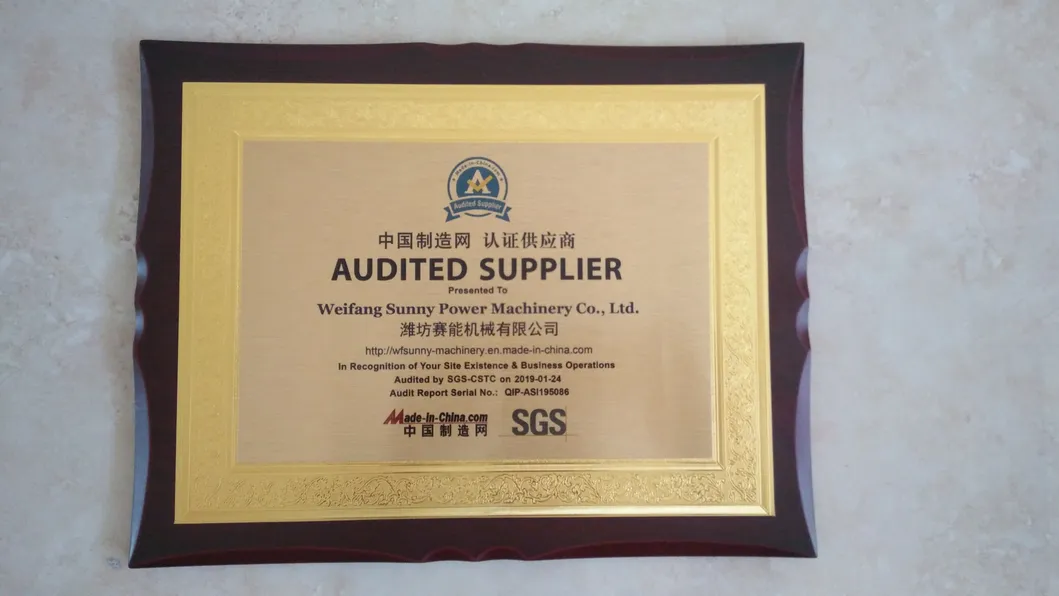 Made-in-China.com
Audited Supplier
中国制造网 认证供应商
AUDITED SUPPLIER
Presented To
Weifang Sunny Power Machinery Co., Ltd.
潍坊赛能机械有限公司
http://wfsunny-machinery.en.made-in-china.com
In Recognition of Your Site Existence & Business Operations
Audited by SGS-CSTC on 2019-01-24
Audit Report Serial No.: QIP-ASI195086
Made-in-China.com
中国制造网
SGS